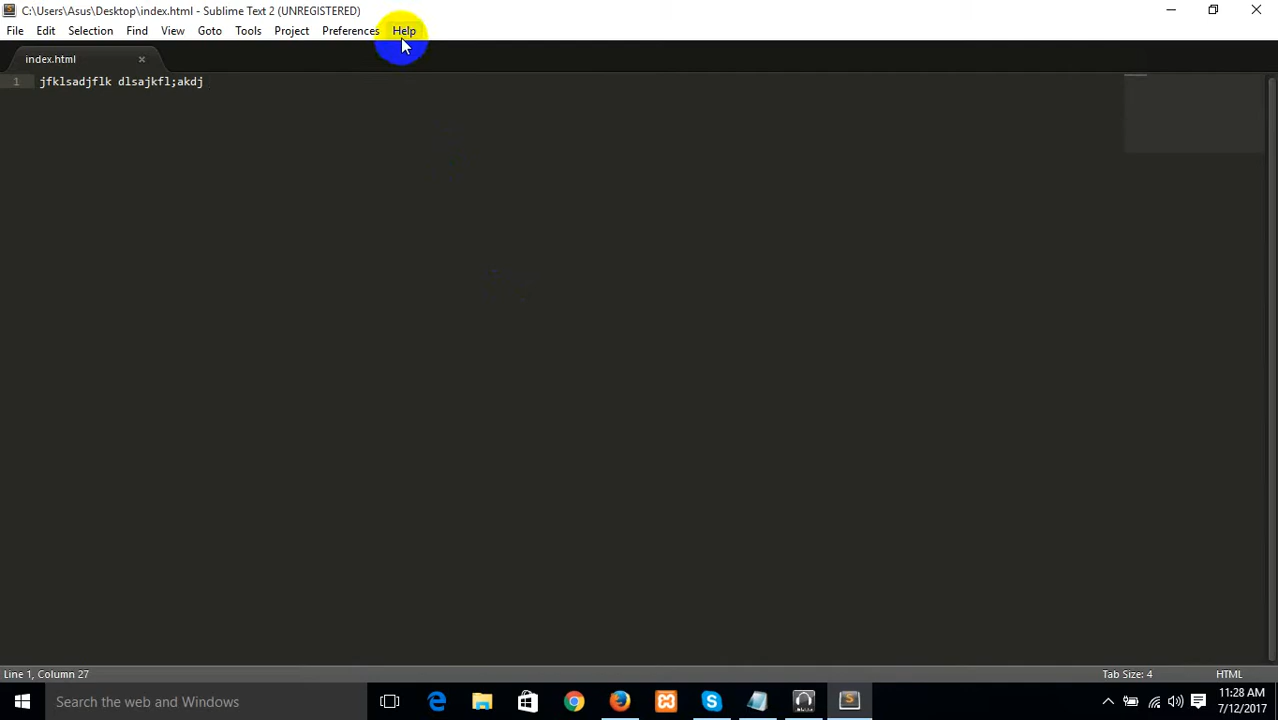 C:\Users\Asus\Desktop\index.html - Sublime Text 2 (UNREGISTERED)
File Edit Selection Find View Goto Tools Project Preferences Help
index.html
1 jfklsadjflk dlsajkfl;akdj
Line 1, Column 27 Tab Size: 4 HTML
Search the web and Windows
11:28 AM
7/12/2017